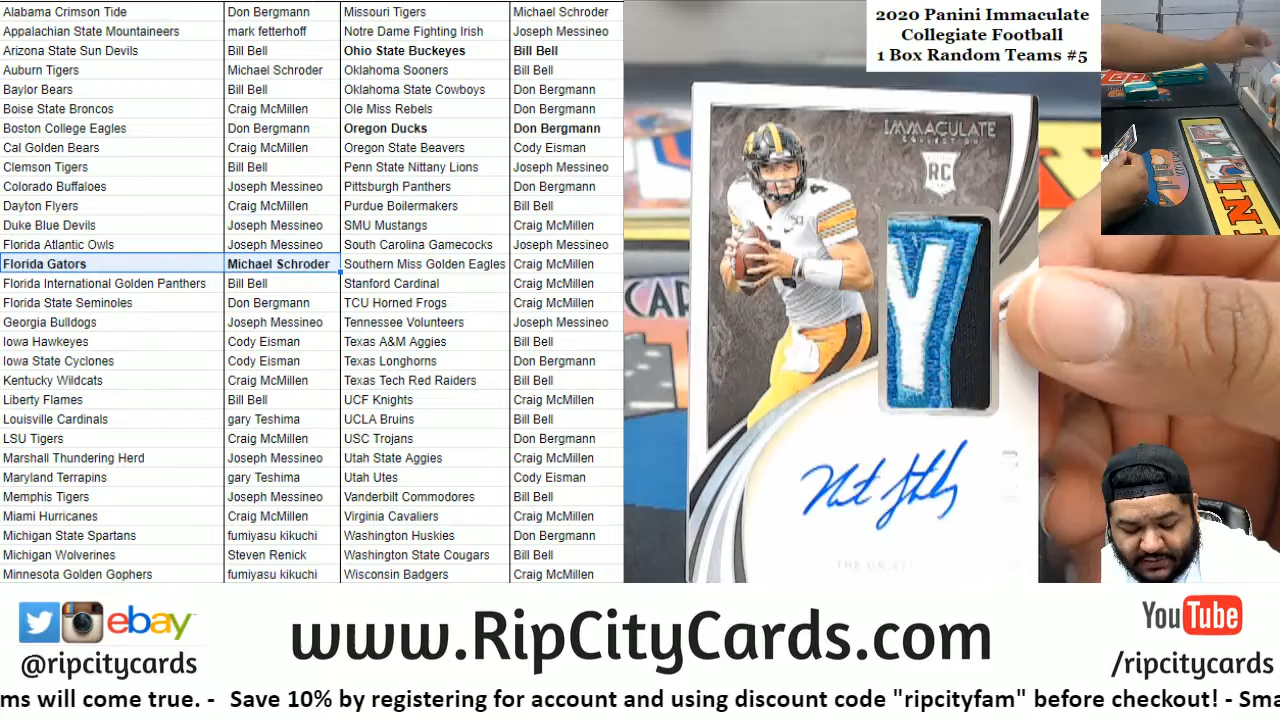 Alabama Crimson Tide Don Bergmann Missouri Tigers Michael Schroder
Appalachian State Mountaineers mark fetterhoff Notre Dame Fighting Irish Joseph Messineo
Arizona State Sun Devils Bill Bell Ohio State Buckeyes Bill Bell
Auburn Tigers Michael Schroder Oklahoma Sooners Bill Bell
Baylor Bears Bill Bell Oklahoma State Cowboys Don Bergmann
Boise State Broncos Craig McMillen Ole Miss Rebels Don Bergmann
Boston College Eagles Don Bergmann Oregon Ducks Don Bergmann
Cal Golden Bears Craig McMillen Oregon State Beavers Cody Eisman
Clemson Tigers Bill Bell Penn State Nittany Lions Joseph Messineo
Colorado Buffaloes Joseph Messineo Pittsburgh Panthers Don Bergmann
Dayton Flyers Craig McMillen Purdue Boilermakers Bill Bell
Duke Blue Devils Joseph Messineo SMU Mustangs Craig McMillen
Florida Atlantic Owls Joseph Messineo South Carolina Gamecocks Joseph Messineo
Florida Gators Michael Schroder Southern Miss Golden Eagles Craig McMillen
Florida International Golden Panthers Bill Bell Stanford Cardinal Craig McMillen
Florida State Seminoles Don Bergmann TCU Horned Frogs Craig McMillen
Georgia Bulldogs Joseph Messineo Tennessee Volunteers Joseph Messineo
Iowa Hawkeyes Cody Eisman Texas A&M Aggies Bill Bell
Iowa State Cyclones Cody Eisman Texas Longhorns Don Bergmann
Kentucky Wildcats Craig McMillen Texas Tech Red Raiders Bill Bell
Liberty Flames Bill Bell UCF Knights Craig McMillen
Louisville Cardinals gary Teshima UCLA Bruins Bill Bell
LSU Tigers Craig McMillen USC Trojans Don Bergmann
Marshall Thundering Herd Joseph Messineo Utah State Aggies Craig McMillen
Maryland Terrapins gary Teshima Utah Utes Cody Eisman
Memphis Tigers Joseph Messineo Vanderbilt Commodores Bill Bell
Miami Hurricanes Craig McMillen Virginia Cavaliers Craig McMillen
Michigan State Spartans fumiyasu kikuchi Washington Huskies Don Bergmann
Michigan Wolverines Steven Renick Washington State Cougars Bill Bell
Minnesota Golden Gophers fumiyasu kikuchi Wisconsin Badgers Craig McMillen
2020 Panini Immaculate
Collegiate Football
1 Box Random Teams #5
IMMACULATE
COLLECTION
RC
Y
ebay
@ripcitycards
www.RipCityCards.com
YouTube
/ripcitycards
ms will come true. - Save 10% by registering for account and using discount code "ripcityfam" before checkout! - Sma